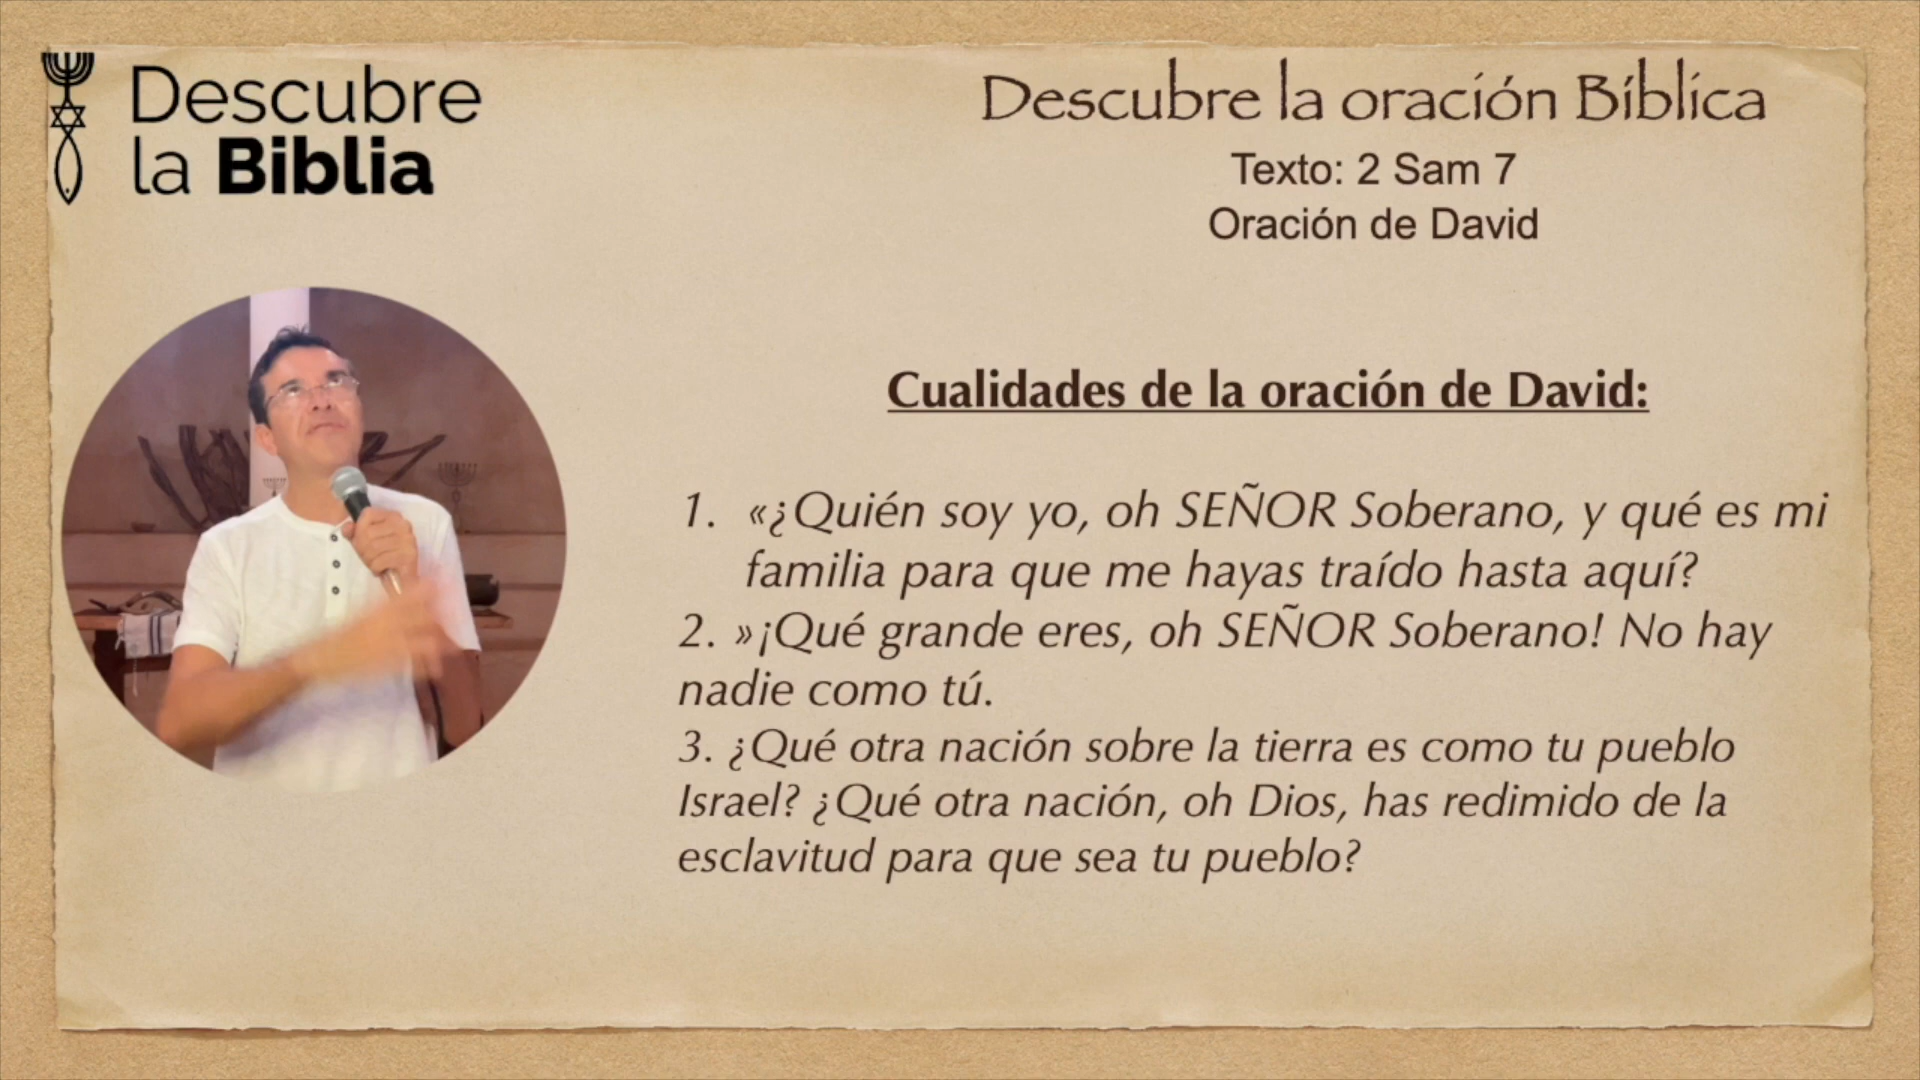 Descubre
la Biblia
Descubre la oración Bíblica
Texto: 2 Sam 7
Oración de David
Cualidades de la oración de David:
1. «¿Quién soy yo, oh SEÑOR Soberano, y qué es mi
familia para que me hayas traído hasta aquí?
2. »¡Qué grande eres, oh SEÑOR Soberano! No hay
nadie como tú.
3. ¿Qué otra nación sobre la tierra es como tu pueblo
Israel? ¿Qué otra nación, oh Dios, has redimido de la
esclavitud para que sea tu pueblo?